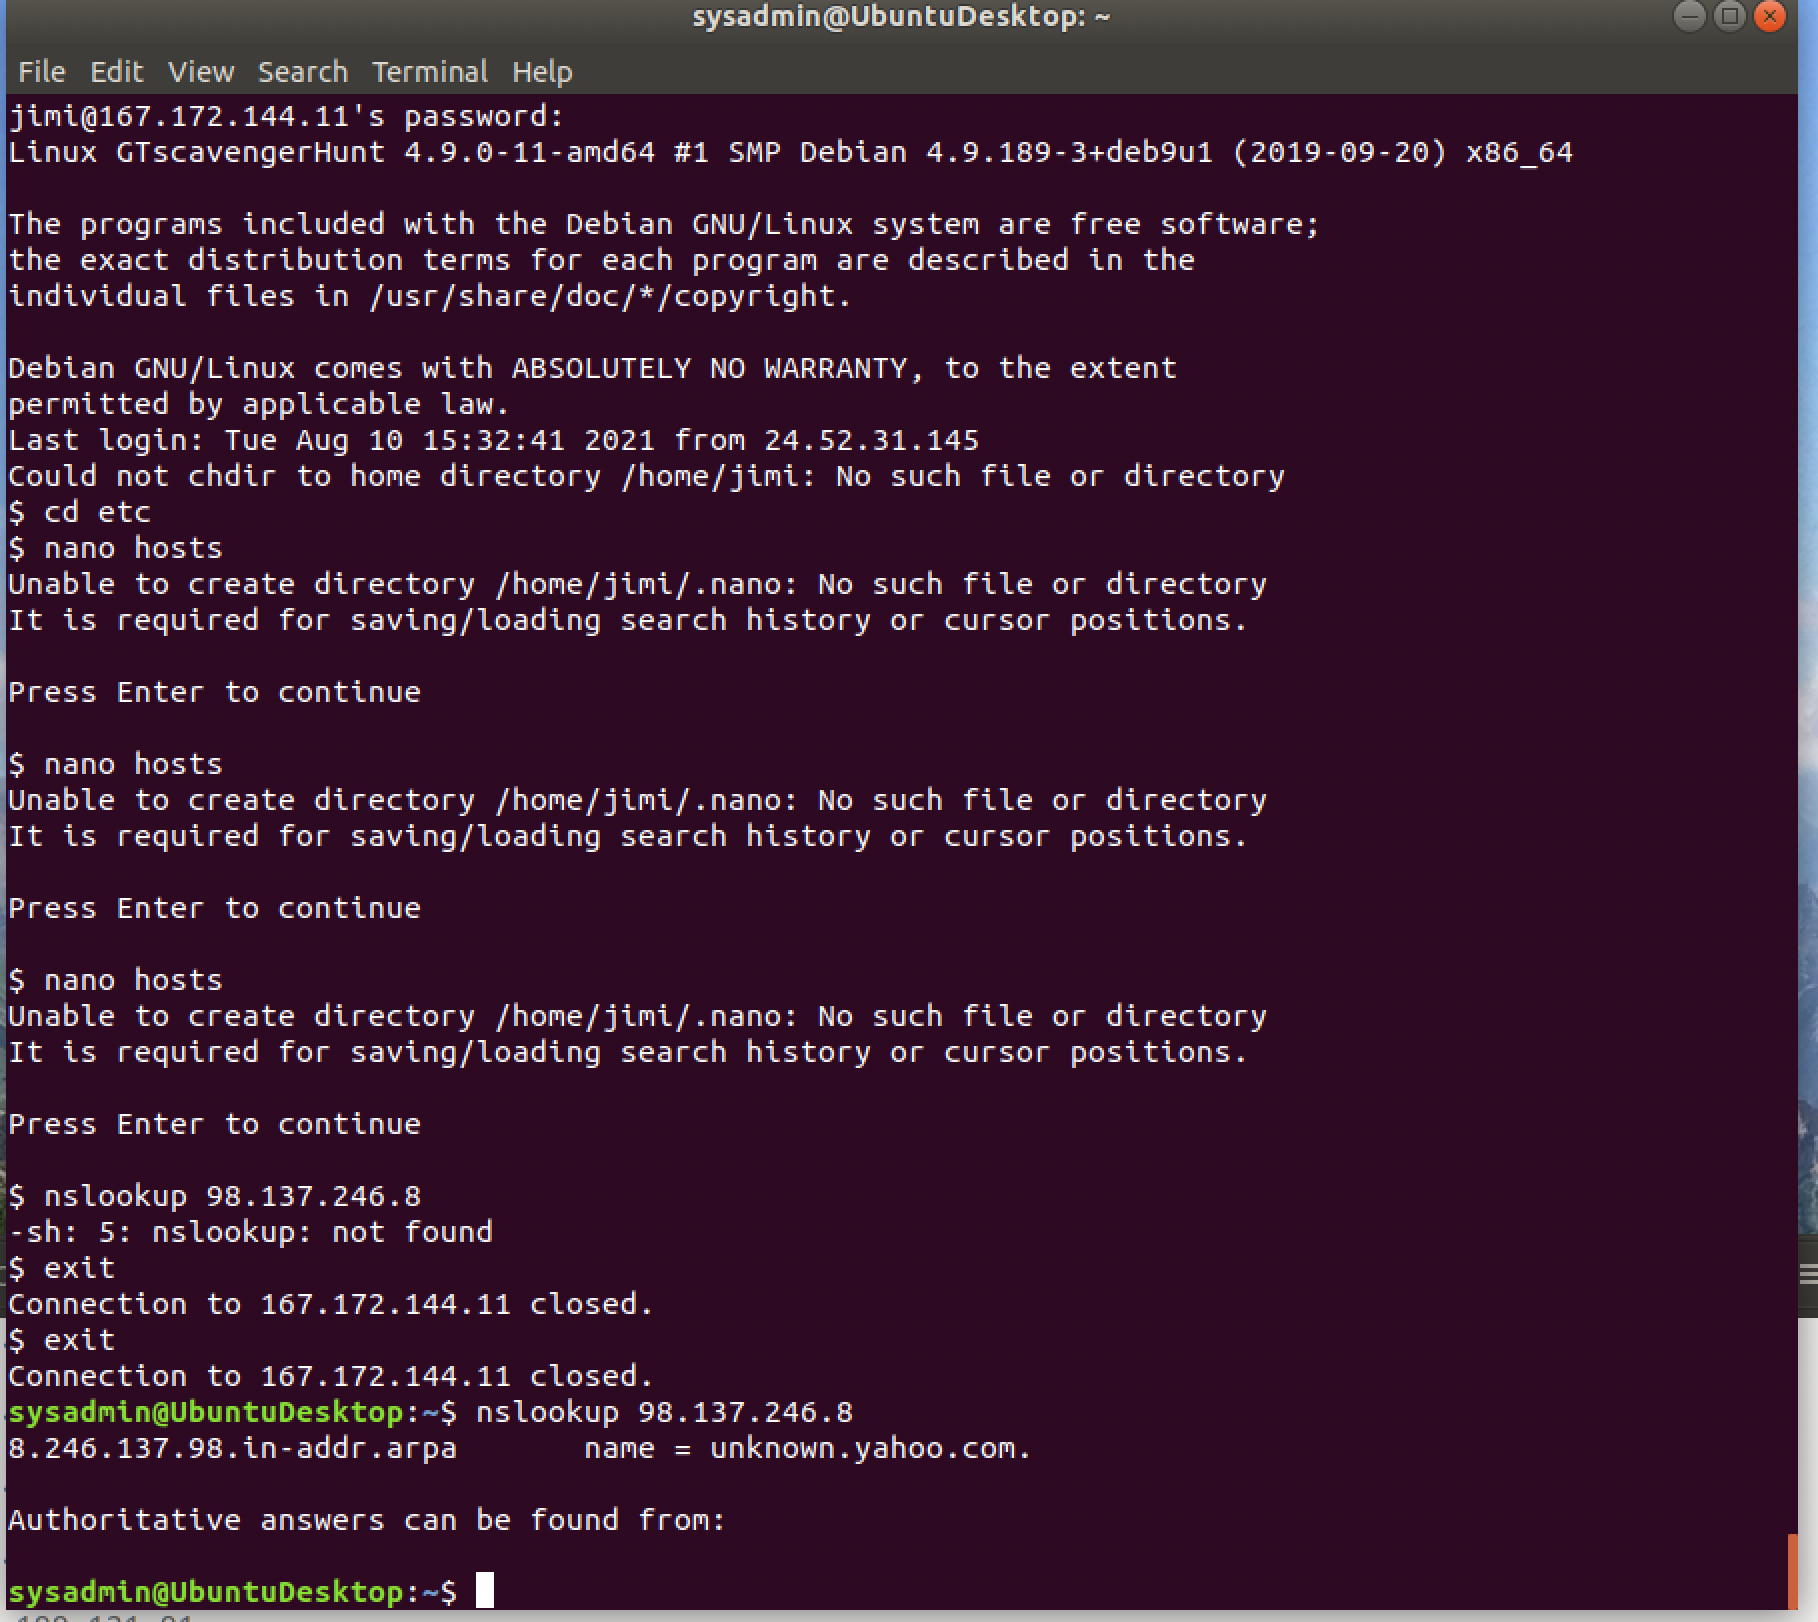 sysadmin@UbuntuDesktop: ~
File Edit View Search Terminal Help
jimi@167.172.144.11's password:
Linux GTscavengerHunt 4.9.0-11-amd64 #1 SMP Debian 4.9.189-3+deb9u1 (2019-09-20) x86_64
The programs included with the Debian GNU/Linux system are free software;
the exact distribution terms for each program are described in the
individual files in /usr/share/doc/*/copyright.
Debian GNU/Linux comes with ABSOLUTELY NO WARRANTY, to the extent
permitted by applicable law.
Last login: Tue Aug 10 15:32:41 2021 from 24.52.31.145
Could not chdir to home directory /home/jimi: No such file or directory
$ cd etc
$ nano hosts
Unable to create directory /home/jimi/.nano: No such file or directory
It is required for saving/loading search history or cursor positions.
Press Enter to continue
$ nano hosts
Unable to create directory /home/jimi/.nano: No such file or directory
It is required for saving/loading search history or cursor positions.
Press Enter to continue
$ nano hosts
Unable to create directory /home/jimi/.nano: No such file or directory
It is required for saving/loading search history or cursor positions.
Press Enter to continue
$ nslookup 98.137.246.8
-sh: 5: nslookup: not found
$ exit
Connection to 167.172.144.11 closed.
$ exit
Connection to 167.172.144.11 closed.
sysadmin@UbuntuDesktop:~$ nslookup 98.137.246.8
8.246.137.98.in-addr.arpa       name = unknown.yahoo.com.
Authoritative answers can be found from:
sysadmin@UbuntuDesktop:~$